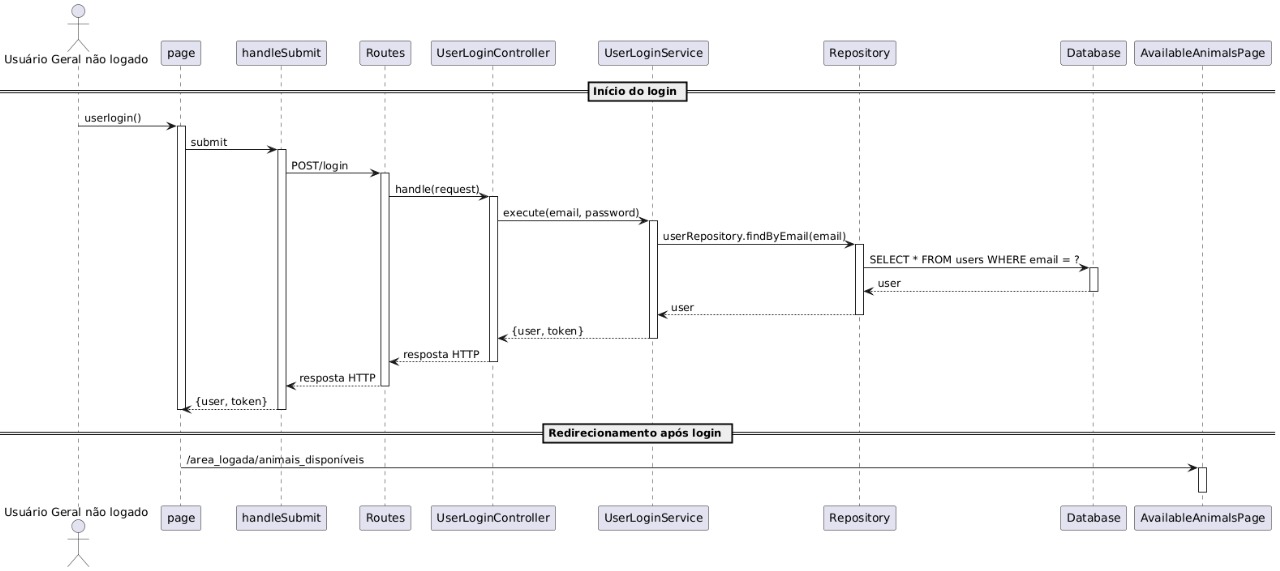 Usuário Geral não logado
page
handleSubmit
Routes
UserLoginController
UserLoginService
Repository
Database
AvailableAnimalsPage
Início do login
userlogin()
submit
POST/login
handle(request)
execute(email, password)
userRepository.findByEmail(email)
SELECT * FROM users WHERE email = ?
user
user
{user, token}
resposta HTTP
resposta HTTP
{user, token}
Redirecionamento após login
/area_logada/animais_disponíveis
Usuário Geral não logado
page
handleSubmit
Routes
UserLoginController
UserLoginService
Repository
Database
AvailableAnimalsPage